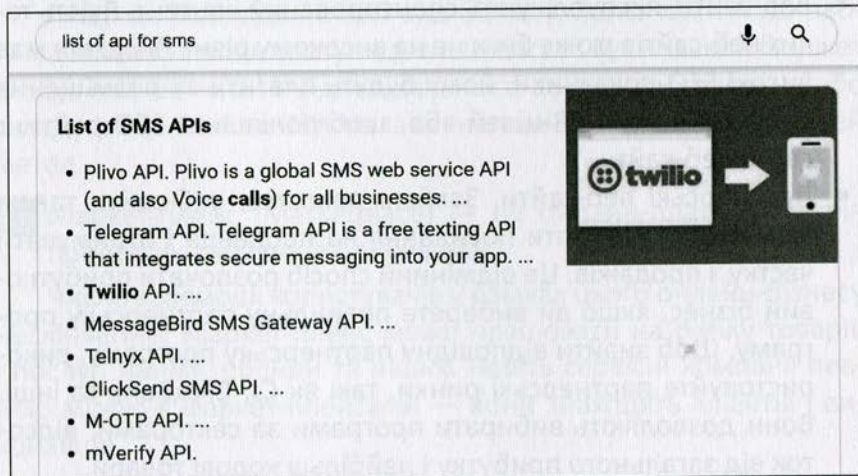 list of api for sms
List of SMS APIs
• Plivo API. Plivo is a global SMS web service API
(and also Voice calls) for all businesses. ...
• Telegram API. Telegram API is a free texting API
that integrates secure messaging into your app. ...
• Twilio API. ...
• MessageBird SMS Gateway API. ...
• Telnyx API. ...
• ClickSend SMS API. ...
• M-OTP API. ...
• mVerify API.
twilio